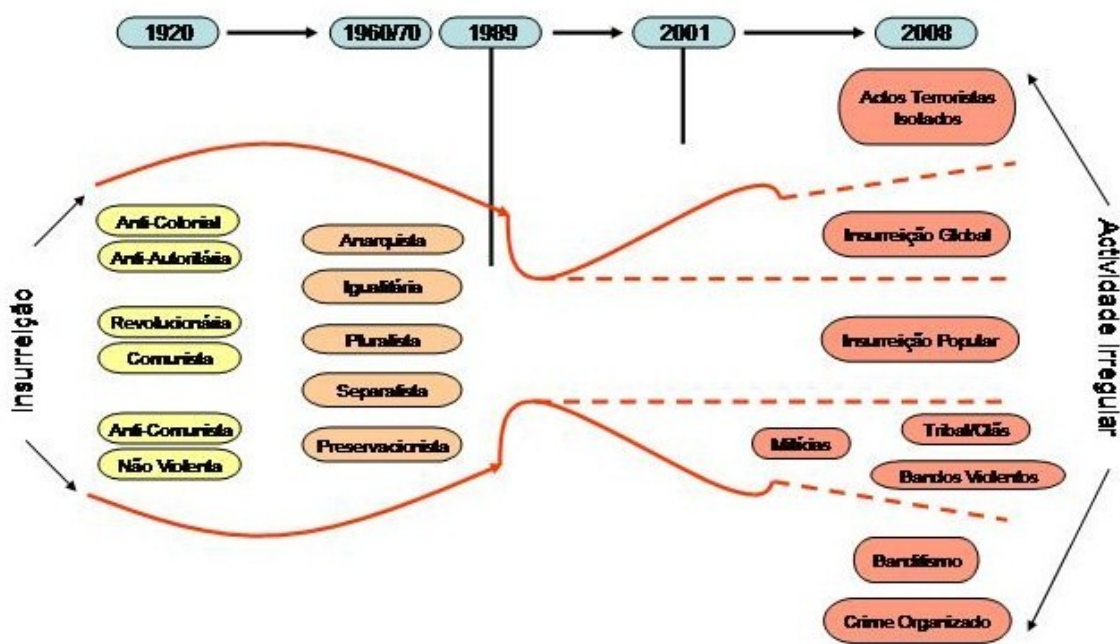 1920
1960/70
1989
2001
2008
Insurreição
Anti-Colonial
Anti-Autoritária
Revolucionária
Comunista
Anti-Comunista
Não Violenta
Anarquista
Igualitária
Pluralista
Separatista
Preservacionista
Actos Terroristas
Isolados
Insurreição Global
Insurreição Popular
Milícias
Tribal/Clãs
Bandos Violentos
Banditismo
Crime Organizado
Actividade Irregular